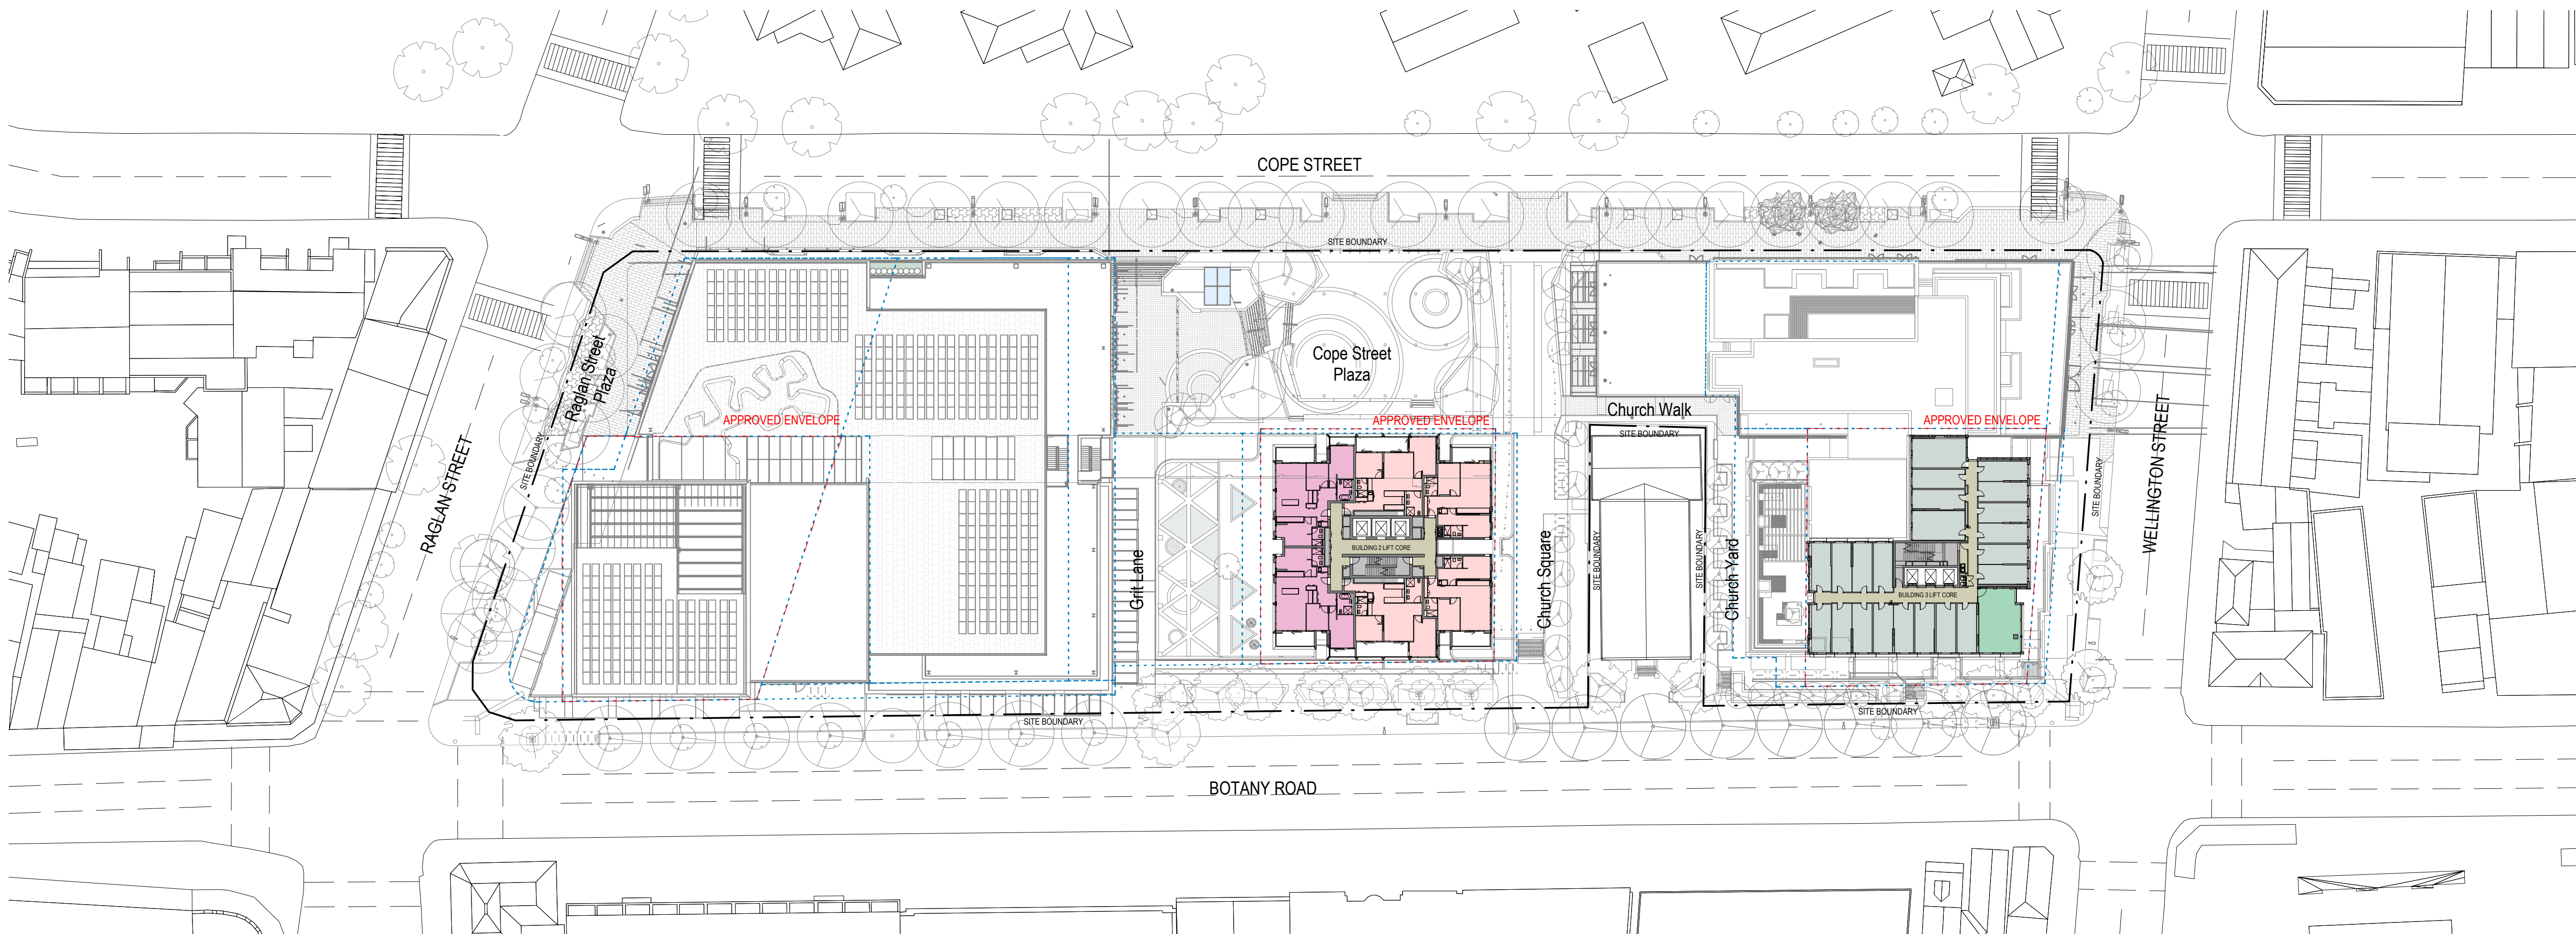 COPE STREET
SITE BOUNDARY
Raglan Street
Plaza
Cope Street
Plaza
Church Walk
APPROVED ENVELOPE
APPROVED ENVELOPE
APPROVED ENVELOPE
SITE BOUNDARY
RAGLAN STREET
SITE BOUNDARY
WELLINGTON STREET
SITE BOUNDARY
BUILDING 2 LIFT CORE
Grit Lane
Church Square
SITE BOUNDARY
SITE BOUNDARY
Church Yard
BUILDING 3 LIFT CORE
SITE BOUNDARY
SITE BOUNDARY
BOTANY ROAD